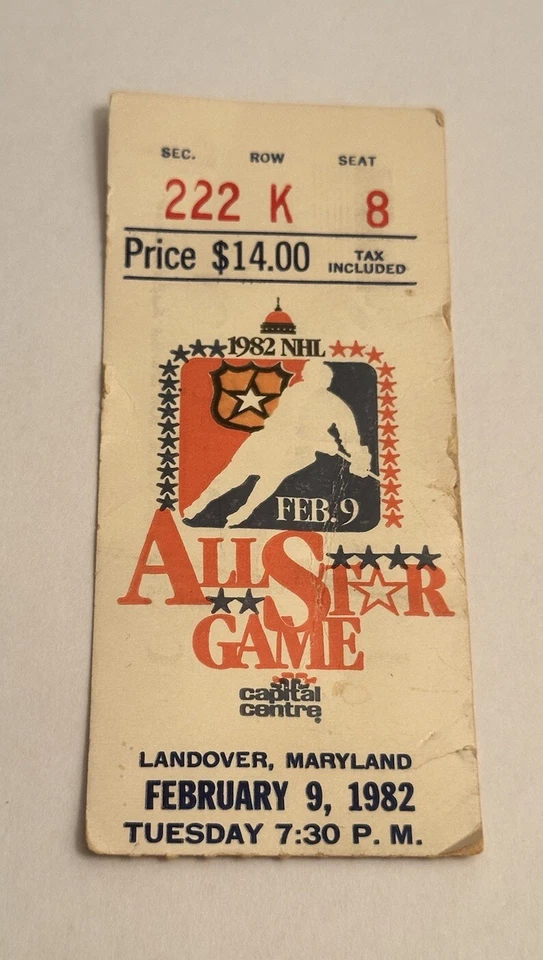 SEC. ROW SEAT
222 K 8
Price $14.00 TAX INCLUDED
1982 NHL
FEB. 9
ALL STAR
GAME
capital
centre
LANDOVER, MARYLAND
FEBRUARY 9, 1982
TUESDAY 7:30 P. M.